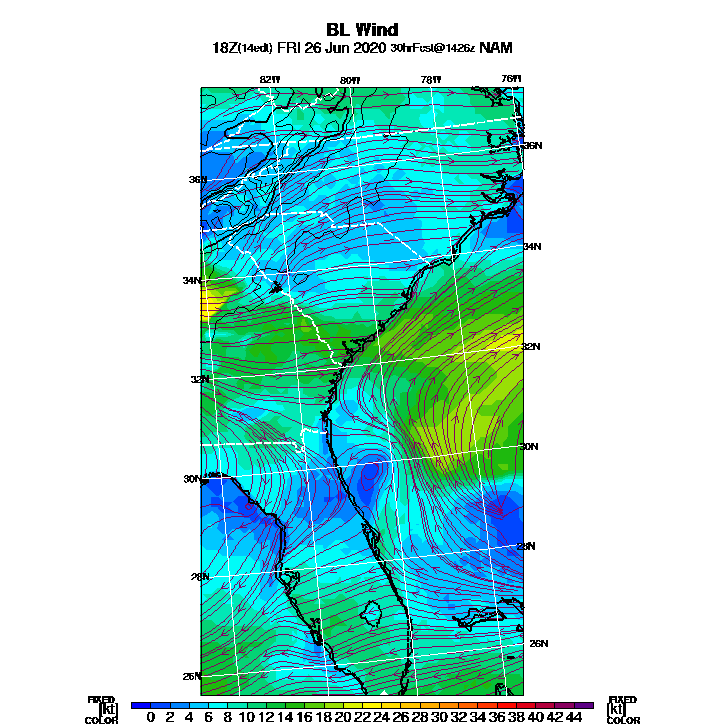 BL Wind
18Z(14edt) FRI 26 Jun 2020 30hrFcst@1426z NAM
82W 80W 78W 76W
36N
36N
34N
34N
32N
32N
30N
30N
28N
28N
26N
26N
FIXED FIXED
[kt] 0 2 4 6 8 10 12 14 16 18 20 22 24 26 28 30 32 34 36 38 40 42 44 [kt]
COLOR COLOR